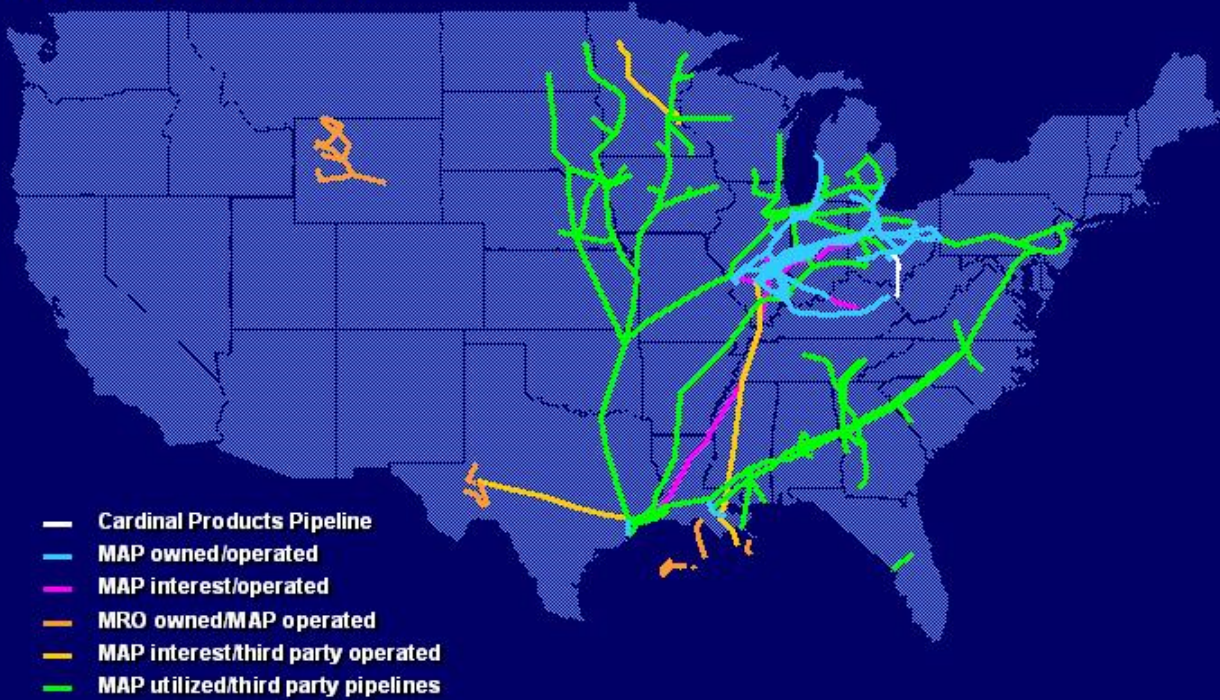 Cardinal Products Pipeline
MAP owned/operated
MAP interest/operated
MRO owned/MAP operated
MAP interest/third party operated
MAP utilized/third party pipelines